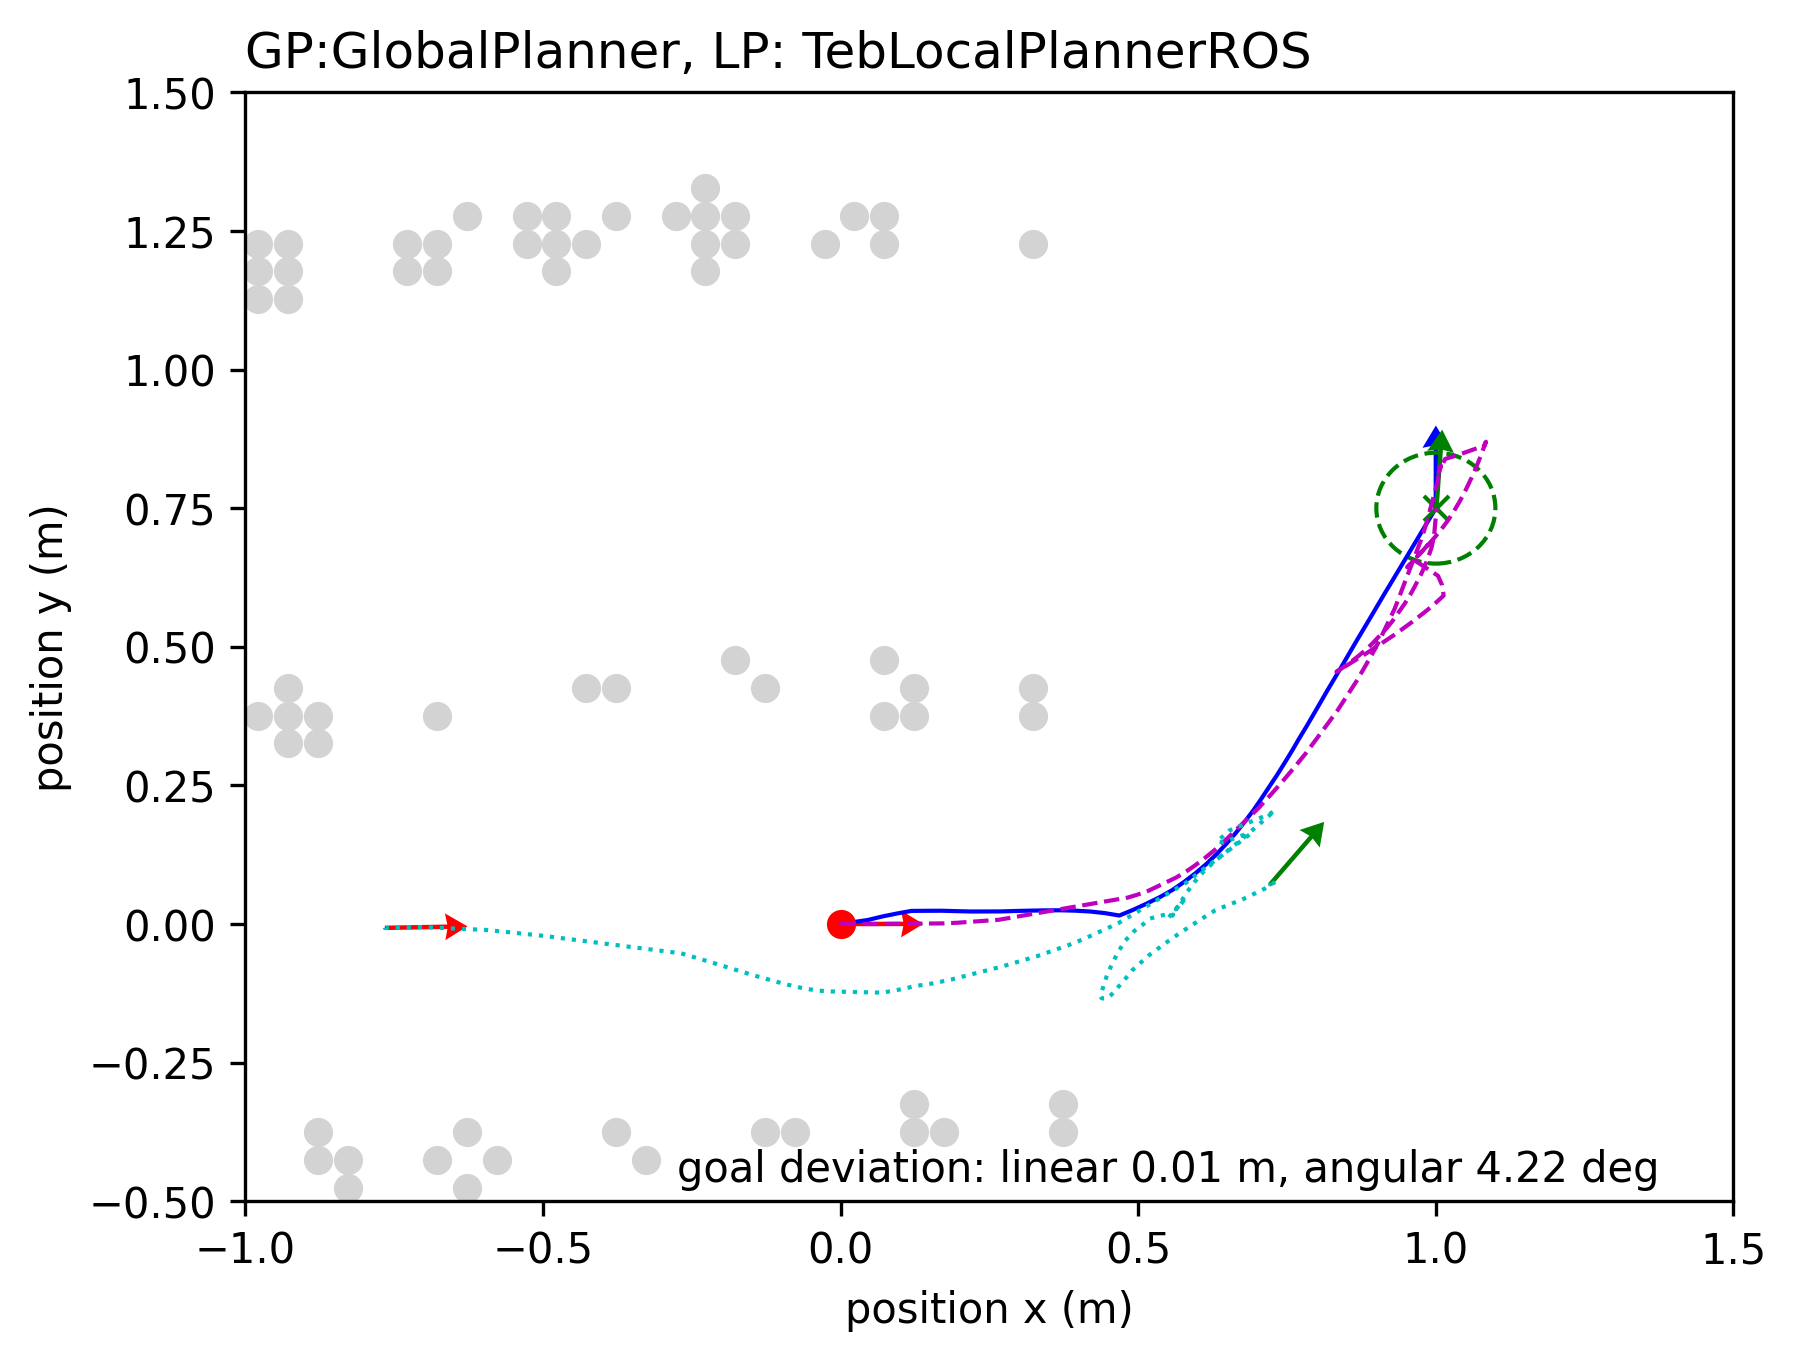 GP:GlobalPlanner, LP: TebLocalPlannerROS
1.50
1.25
1.00
0.75
0.50
0.25
0.00
−0.25
−0.50
position y (m)
goal deviation: linear 0.01 m, angular 4.22 deg
−1.0 −0.5 0.0 0.5 1.0 1.5
position x (m)